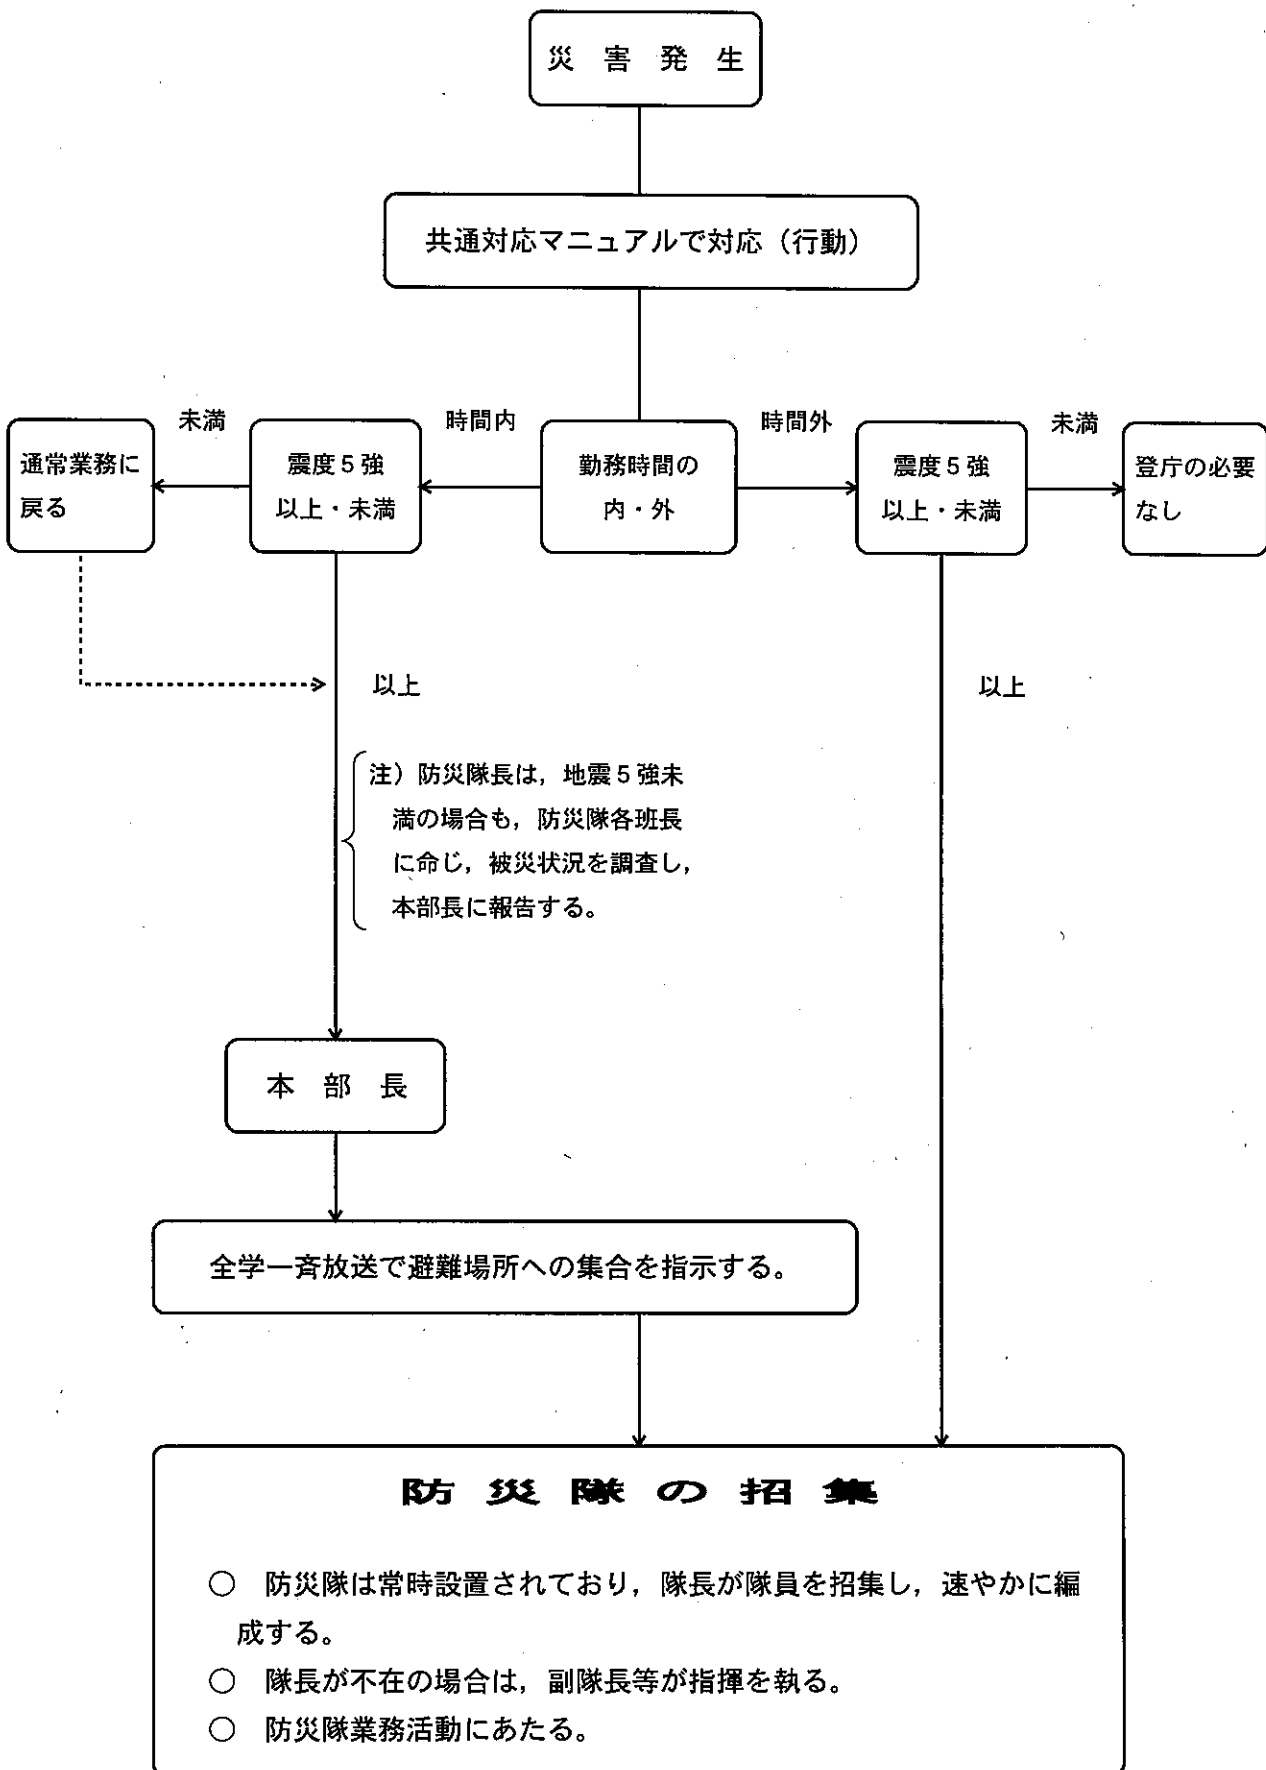 災害発生
共通対応マニュアルで対応（行動）
未満
時間内
時間外
未満
通常業務に
戻る
震度５強
以上・未満
勤務時間の
内・外
震度５強
以上・未満
登庁の必要
なし
以上
以上
注）防災隊長は，地震５強未
満の場合も，防災隊各班長
に命じ，被災状況を調査し，
本部長に報告する。
本部長
全学一斉放送で避難場所への集合を指示する。
防災隊の招集
○　防災隊は常時設置されており，隊長が隊員を招集し，速やかに編
成する。
○　隊長が不在の場合は，副隊長等が指揮を執る。
○　防災隊業務活動にあたる。